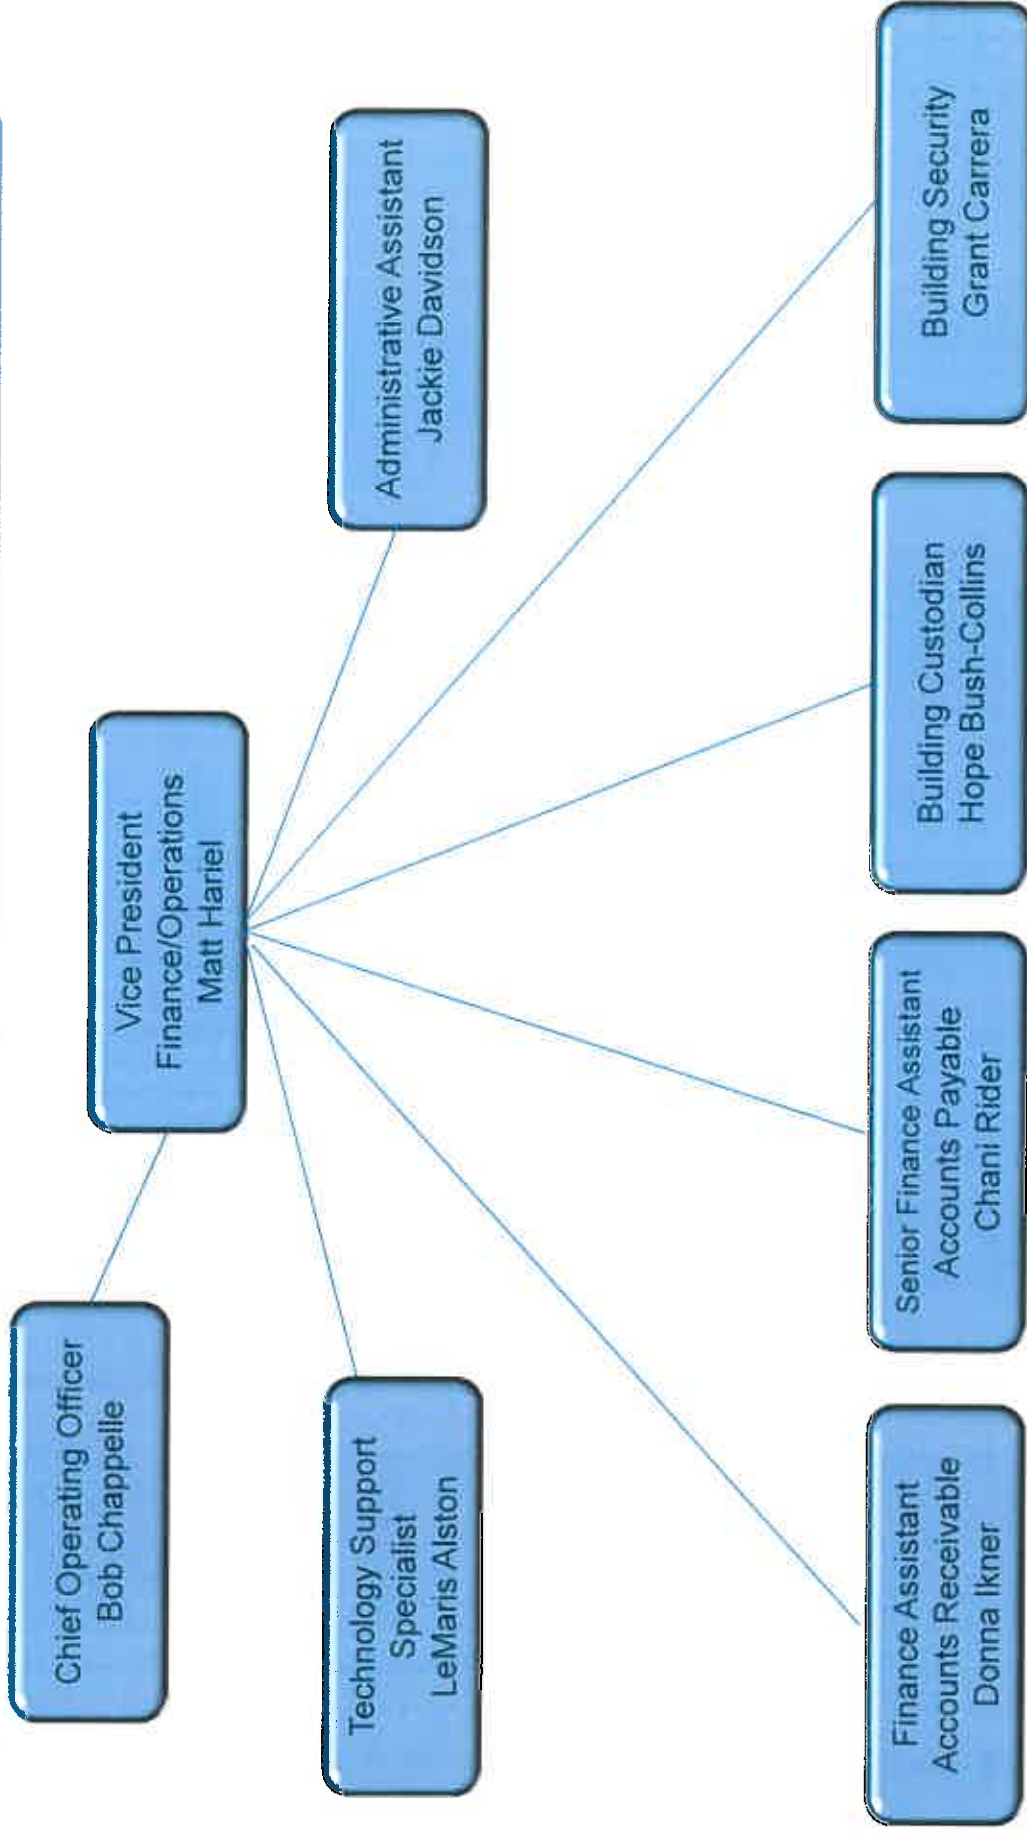 Chief Operating Officer
Bob Chappelle
Vice President
Finance/Operations
Matt Hariel
Technology Support
Specialist
LeMaris Alston
Administrative Assistant
Jackie Davidson
Finance Assistant
Accounts Receivable
Donna Ikner
Senior Finance Assistant
Accounts Payable
Chani Rider
Building Custodian
Hope Bush-Collins
Building Security
Grant Carrera